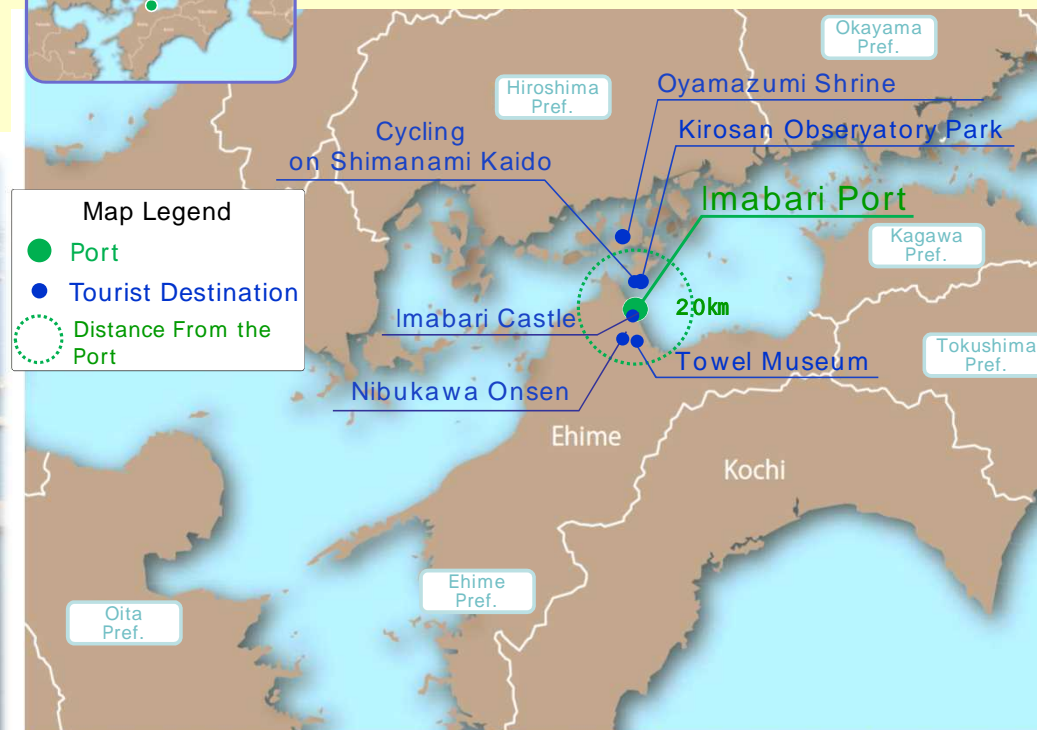 Okayama
Pref.
Hiroshima
Pref.
Oyamazumi Shrine
Cycling
on Shimanami Kaido
Kirosan Obseryatory Park
Imabari Port
Map Legend
Port
Tourist Destination
Distance From the
Port
Kagawa
Pref.
20km
Imabari Castle
Tokushima
Pref.
Towel Museum
Nibukawa Onsen
Ehime
Kochi
Ehime
Pref.
Oita
Pref.